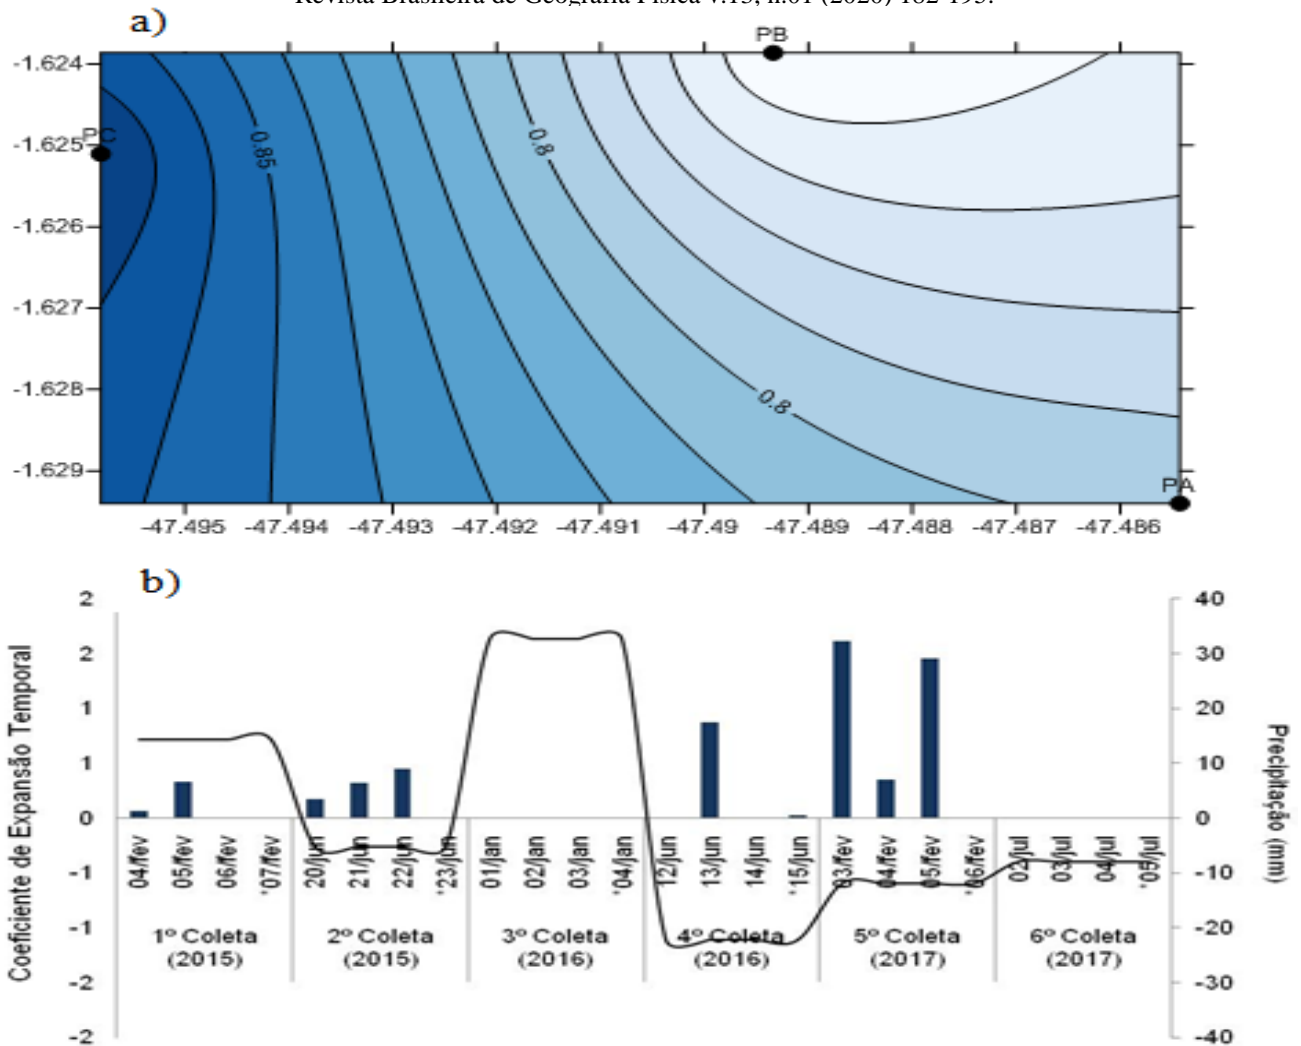 Revista Brasileira de Geografia Física v.13, n.01 (2020) 182-193.
a)
PB
-1.624
PC
-1.625
0.85
0.8
-1.626
-1.627
-1.628
0.8
-1.629
PA
-47.495 -47.494 -47.493 -47.492 -47.491 -47.49 -47.489 -47.488 -47.487 -47.486
b)
Coeficiente de Expansão Temporal
2
2
1
1
0
-1
-1
-2
-2
40
30
20
10
0
-10
-20
-30
-40
Precipitação (mm)
04/fev 05/fev 06/fev '07/fev 20/jun 21/jun 22/jun '23/jun 01/jan 02/jan 03/jan '04/jan 12/jun 13/jun 14/jun '15/jun 03/fev 04/fev 05/fev '06/fev 02/jul 03/jul 04/jul '05/jul
1º Coleta (2015)
2º Coleta (2015)
3º Coleta (2016)
4º Coleta (2016)
5º Coleta (2017)
6º Coleta (2017)